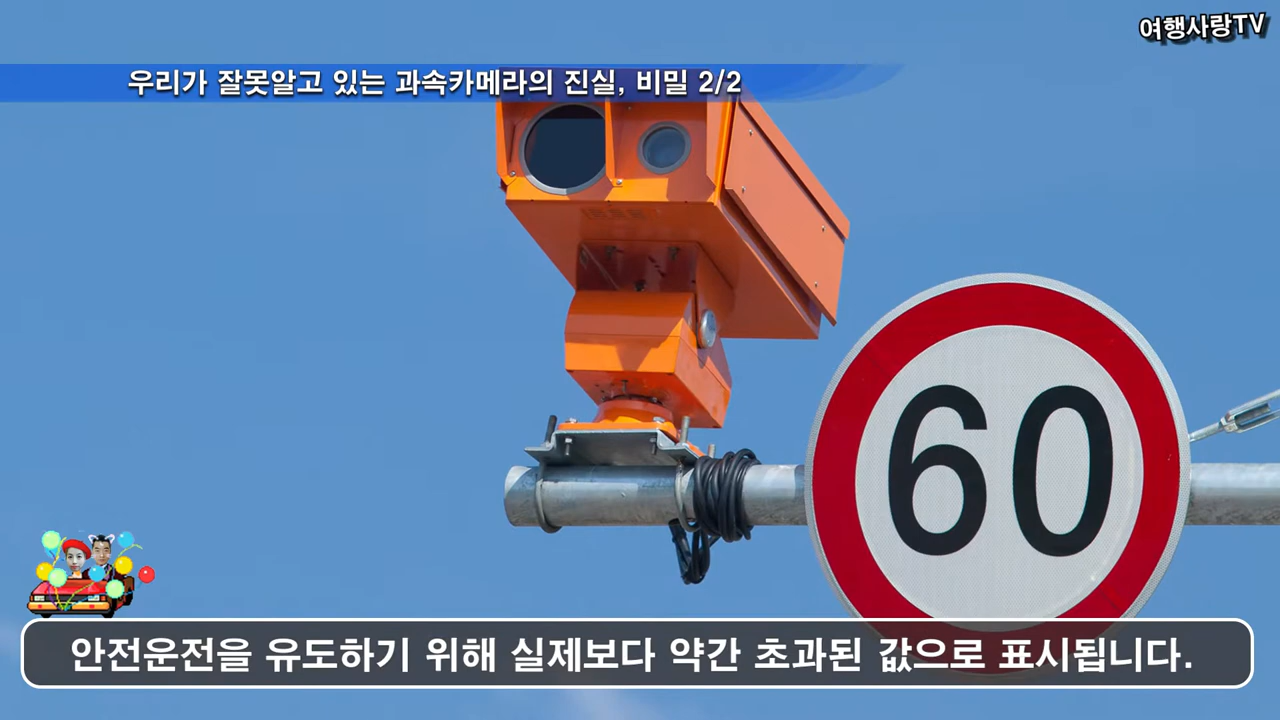 여행사랑TV
우리가 잘못알고 있는 과속카메라의 진실, 비밀 2/2
60
안전운전을 유도하기 위해 실제보다 약간 초과된 값으로 표시됩니다.